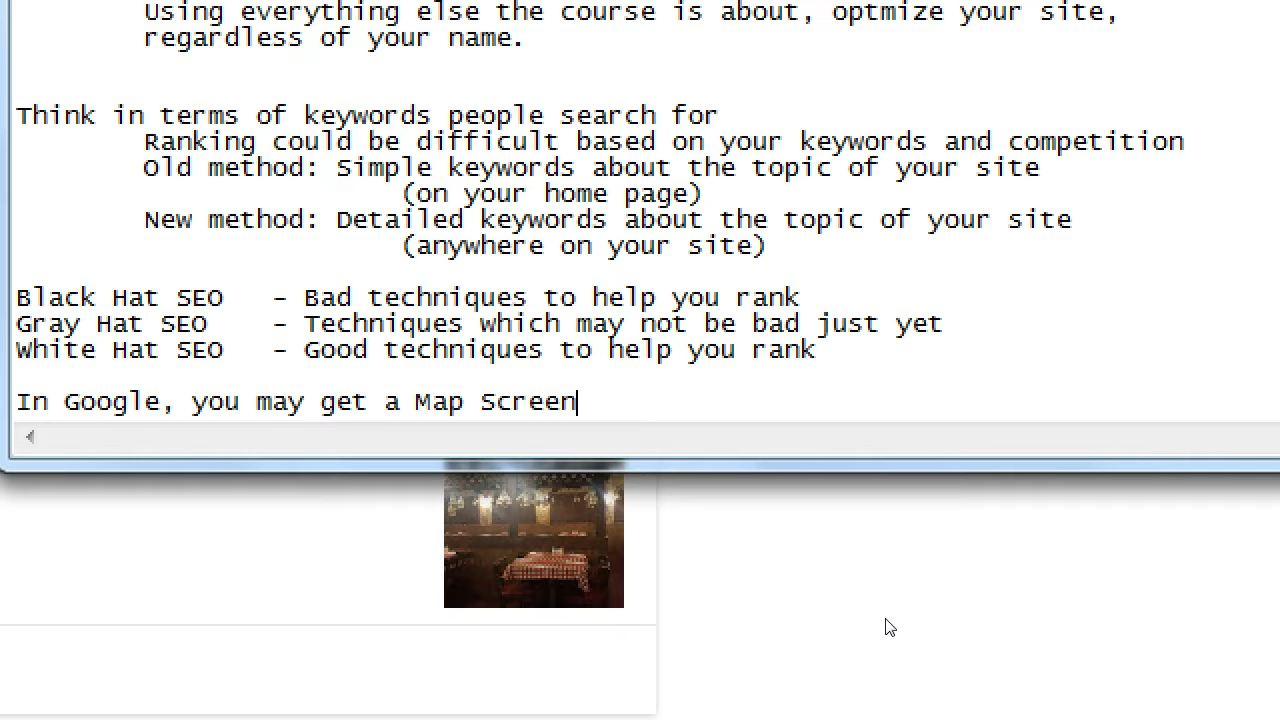 Using everything else the course is about, optmize your site,
regardless of your name.
Think in terms of keywords people search for
Ranking could be difficult based on your keywords and competition
Old method: Simple keywords about the topic of your site
(on your home page)
New method: Detailed keywords about the topic of your site
(anywhere on your site)
Black Hat SEO - Bad techniques to help you rank
Gray Hat SEO - Techniques which may not be bad just yet
White Hat SEO - Good techniques to help you rank
In Google, you may get a Map Screen